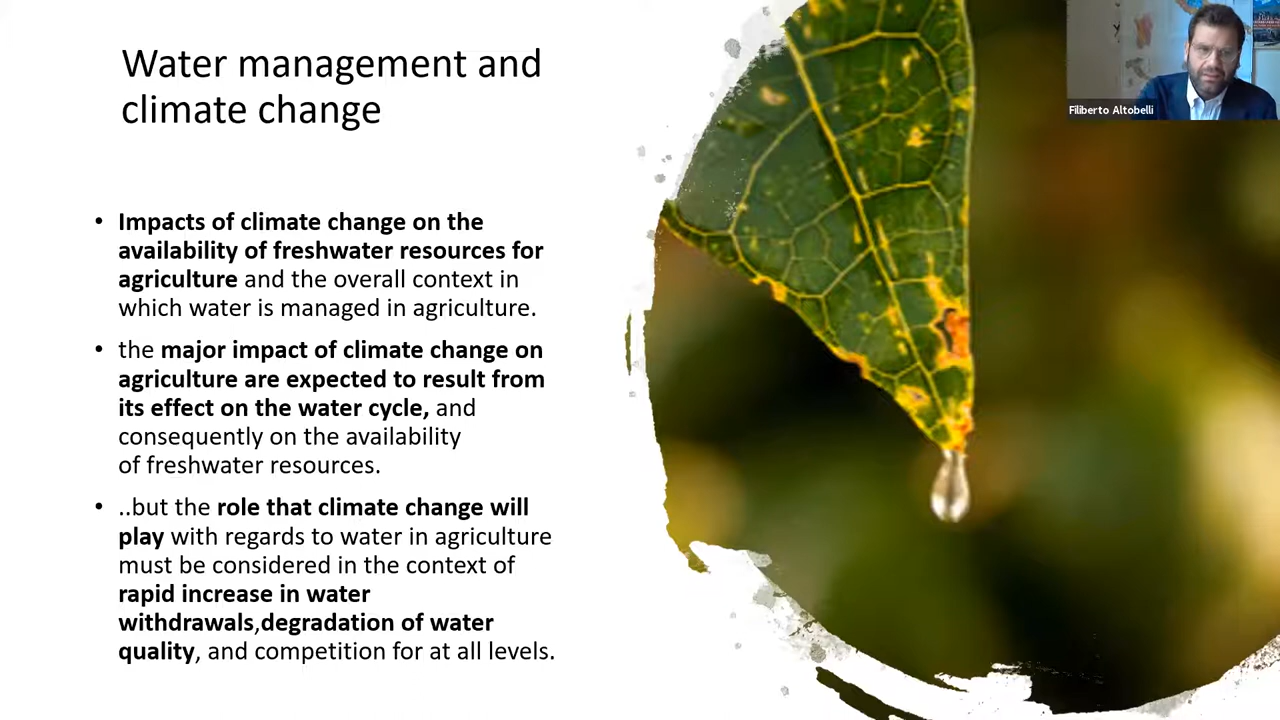 Water management and
climate change
• Impacts of climate change on the
availability of freshwater resources for
agriculture and the overall context in
which water is managed in agriculture.
• the major impact of climate change on
agriculture are expected to result from
its effect on the water cycle, and
consequently on the availability
of freshwater resources.
• ..but the role that climate change will
play with regards to water in agriculture
must be considered in the context of
rapid increase in water
withdrawals,degradation of water
quality, and competition for at all levels.
Filiberto Altobelli